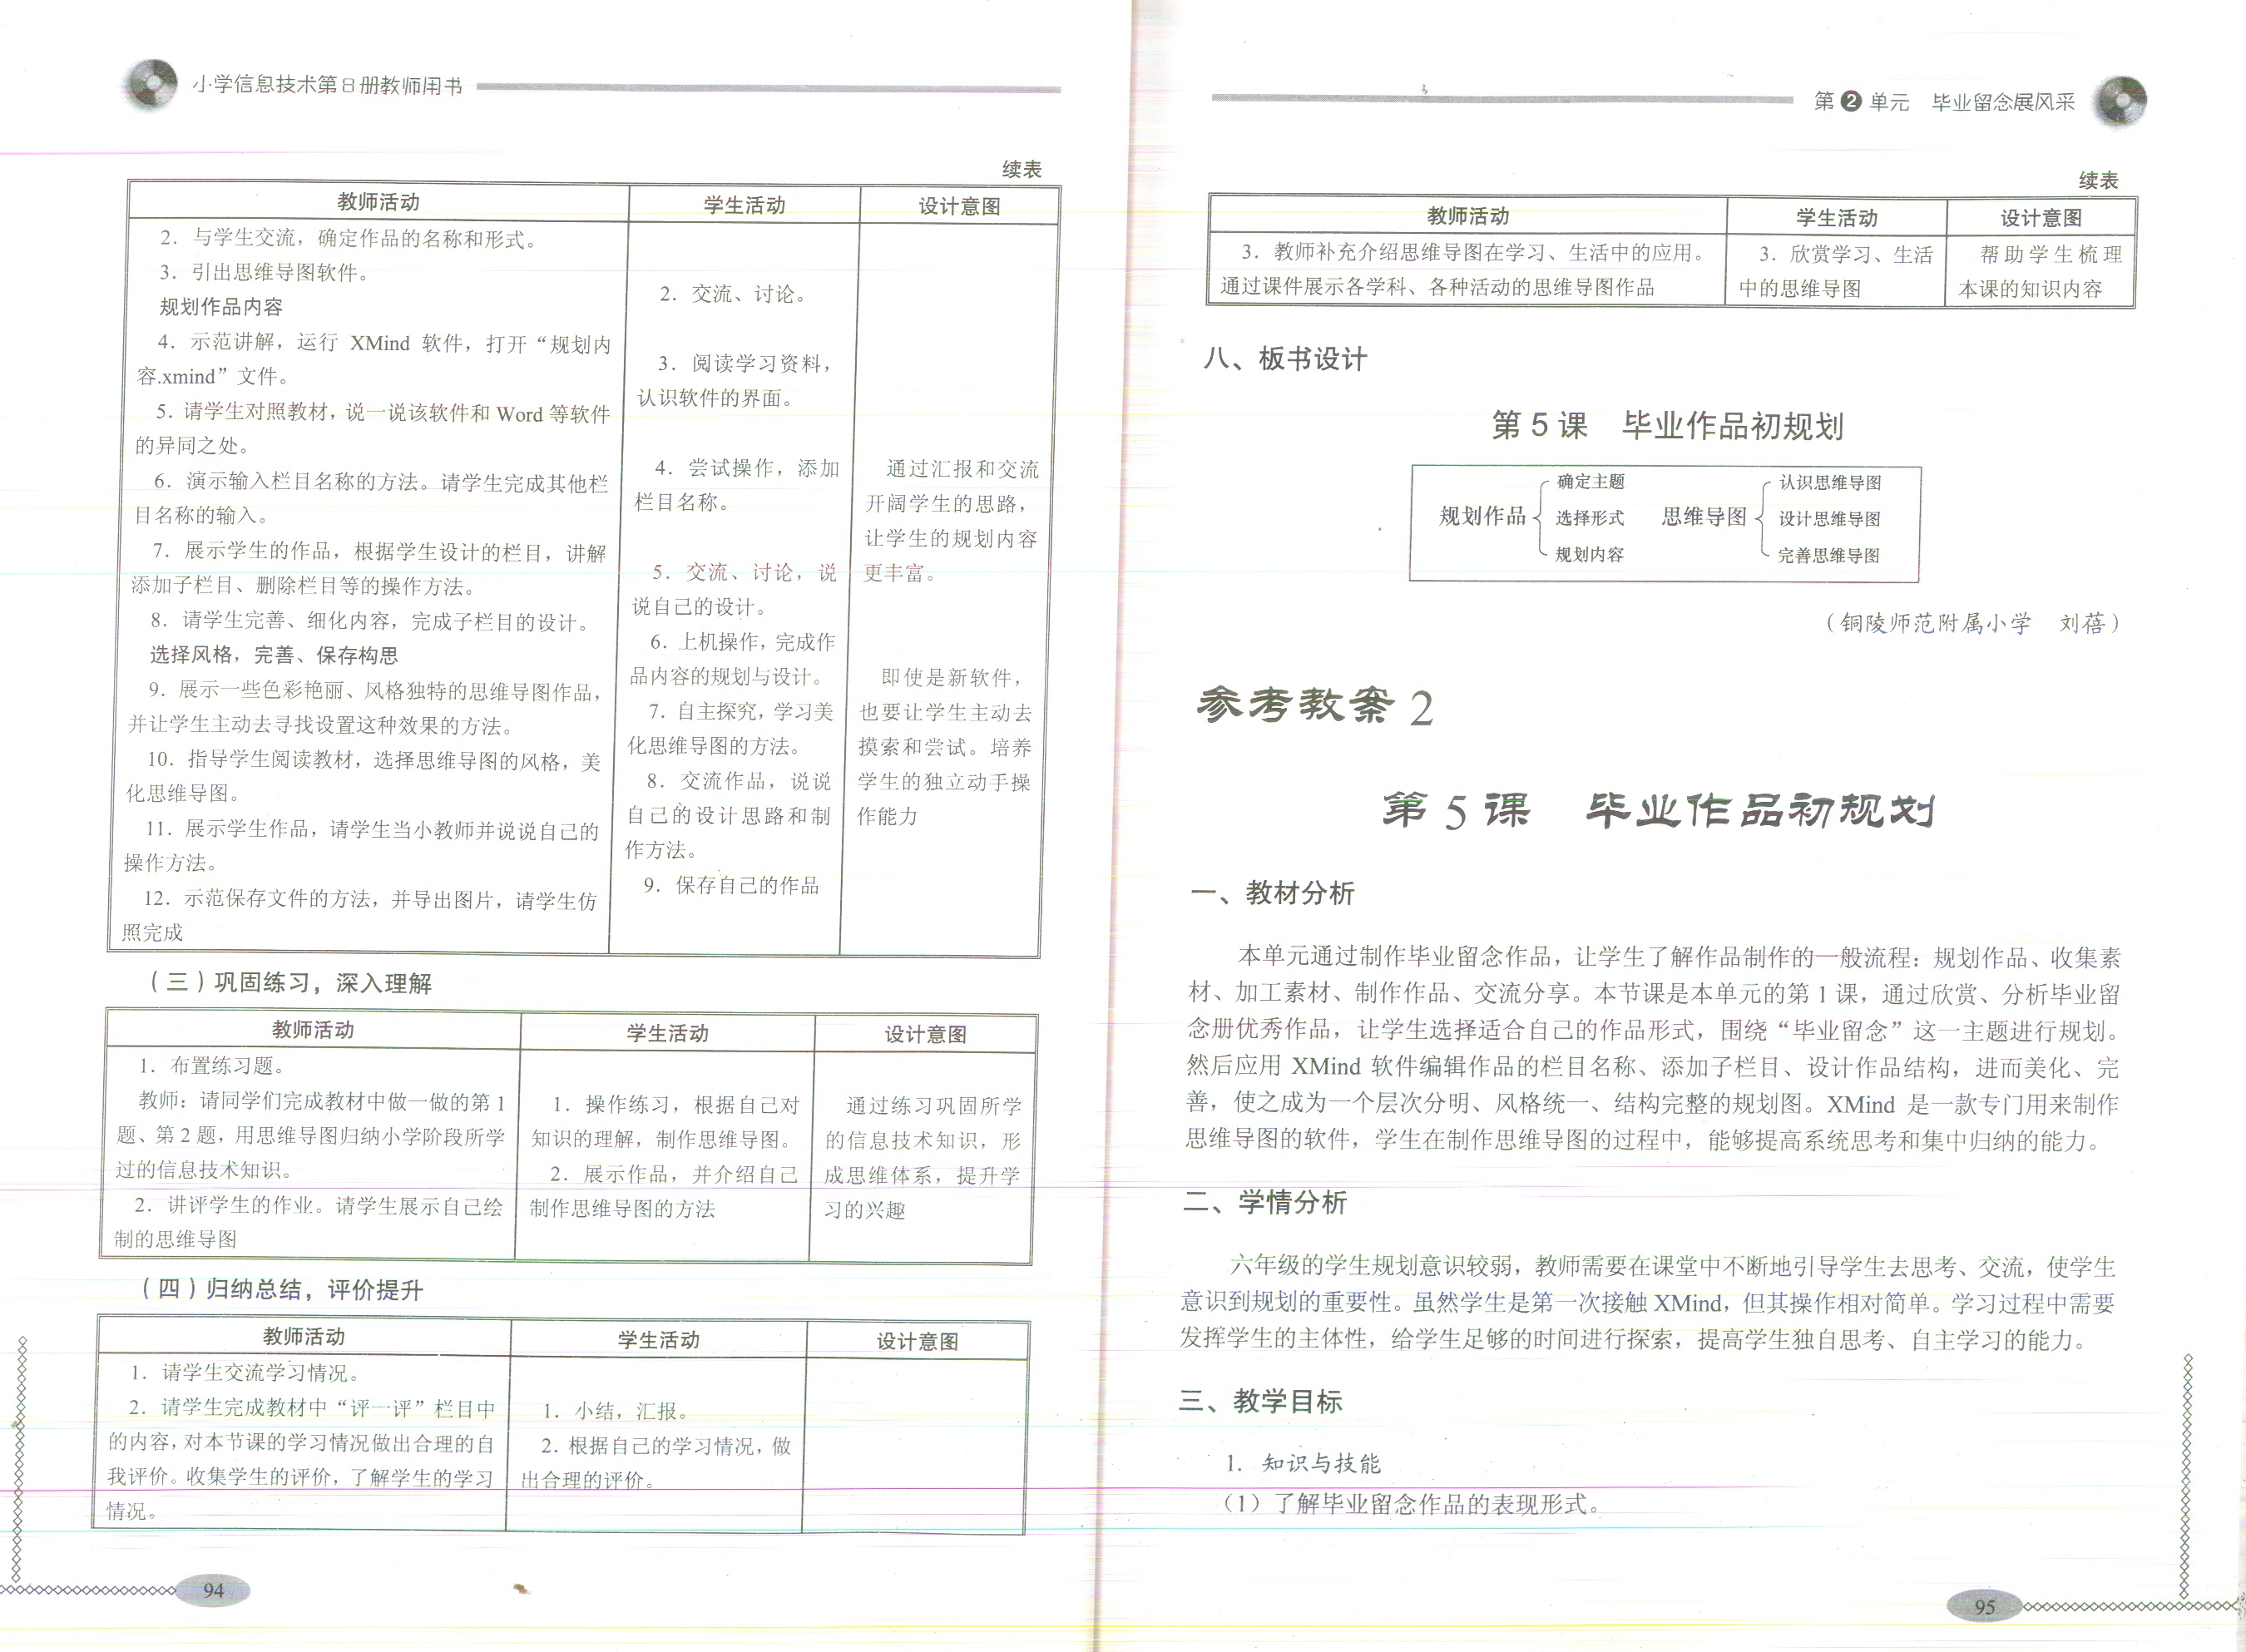 小学信息技术第8册教师用书
续表
教师活动
学生活动
设计意图
2. 与学生交流，确定作品的名称和形式。
3. 引出思维导图软件。
规划作品内容
4. 示范讲解，运行 XMind 软件，打开“规划内
容.xmind”文件。
5. 请学生对照教材，说一说该软件和 Word 等软件
的异同之处。
6. 演示输入栏目名称的方法。请学生完成其他栏
目名称的输入。
7. 展示学生的作品，根据学生设计的栏目，讲解
添加子栏目、删除栏目等的操作方法。
8. 请学生完善、细化内容，完成子栏目的设计。
选择风格，完善、保存构思
9. 展示一些色彩艳丽、风格独特的思维导图作品，
并让学生主动去寻找设置这种效果的方法。
10. 指导学生阅读教材，选择思维导图的风格，美
化思维导图。
11. 展示学生作品，请学生当小教师并说说自己的
操作方法。
12. 示范保存文件的方法，并导出图片，请学生仿
照完成
2. 交流、讨论。
3. 阅读学习资料，
认识软件的界面。
4. 尝试操作，添加
栏目名称。
5. 交流、讨论，说
说自己的设计。
6. 上机操作，完成作
品内容的规划与设计。
7. 自主探究，学习美
化思维导图的方法。
8. 交流作品，说说
自己的设计思路和制
作方法。
9. 保存自己的作品
通过汇报和交流
开阔学生的思路，
让学生的规划内容
更丰富。
即使是新软件，
也要让学生主动去
摸索和尝试。培养
学生的独立动手操
作能力
（三）巩固练习，深入理解
教师活动
学生活动
设计意图
1. 布置练习题。
教师：请同学们完成教材中做一做的第 1
题、第 2 题，用思维导图归纳小学阶段所学
过的信息技术知识。
2. 讲评学生的作业。请学生展示自己绘
制的思维导图
1. 操作练习，根据自己对
知识的理解，制作思维导图。
2. 展示作品，并介绍自己
制作思维导图的方法
通过练习巩固所学
的信息技术知识，形
成思维体系，提升学
习的兴趣
（四）归纳总结，评价提升
教师活动
学生活动
设计意图
1. 请学生交流学习情况。
2. 请学生完成教材中“评一评”栏目中
的内容，对本节课的学习情况做出合理的自
我评价。收集学生的评价，了解学生的学习
情况。
1. 小结，汇报。
2. 根据自己的学习情况，做
出合理的评价。
94
第2单元 毕业留念展风采
续表
教师活动
学生活动
设计意图
3. 教师补充介绍思维导图在学习、生活中的应用。
通过课件展示各学科、各种活动的思维导图作品
3. 欣赏学习、生活
中的思维导图
帮助学生梳理
本课的知识内容
八、板书设计
第 5 课 毕业作品初规划
规划作品
确定主题
选择形式
规划内容
思维导图
认识思维导图
设计思维导图
完善思维导图
（铜陵师范附属小学 刘蓓）
参考教案 2
第 5 课 毕业作品初规划
一、教材分析
本单元通过制作毕业留念作品，让学生了解作品制作的一般流程：规划作品、收集素
材、加工素材、制作作品、交流分享。本节课是本单元的第 1 课，通过欣赏、分析毕业留
念册优秀作品，让学生选择适合自己的作品形式，围绕“毕业留念”这一主题进行规划。
然后应用 XMind 软件编辑作品的栏目名称、添加子栏目、设计作品结构，进而美化、完
善，使之成为一个层次分明、风格统一、结构完整的规划图。XMind 是一款专门用来制作
思维导图的软件，学生在制作思维导图的过程中，能够提高系统思考和集中归纳的能力。
二、学情分析
六年级的学生规划意识较弱，教师需要在课堂中不断地引导学生去思考、交流，使学生
意识到规划的重要性。虽然学生是第一次接触 XMind，但其操作相对简单。学习过程中需要
发挥学生的主体性，给学生足够的时间进行探索，提高学生独自思考、自主学习的能力。
三、教学目标
1. 知识与技能
（1）了解毕业留念作品的表现形式。
95